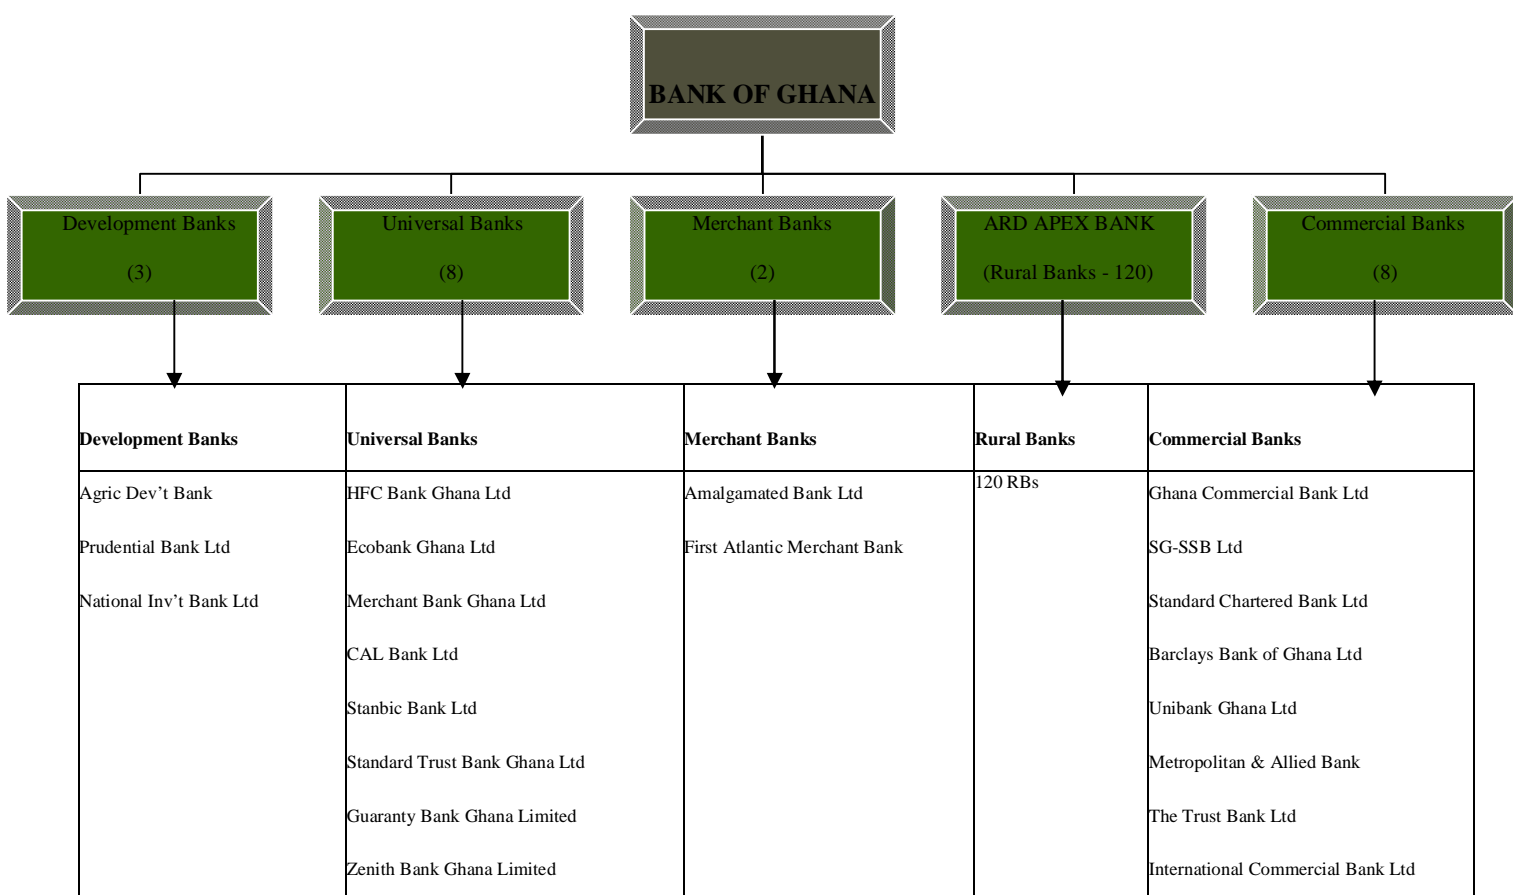 BANK OF GHANA
Development Banks
(3)
Universal Banks
(8)
Merchant Banks
(2)
ARD APEX BANK
(Rural Banks - 120)
Commercial Banks
(8)
Development Banks
Agric Dev’t Bank
Prudential Bank Ltd
National Inv’t Bank Ltd
Universal Banks
HFC Bank Ghana Ltd
Ecobank Ghana Ltd
Merchant Bank Ghana Ltd
CAL Bank Ltd
Stanbic Bank Ltd
Standard Trust Bank Ghana Ltd
Guaranty Bank Ghana Limited
Zenith Bank Ghana Limited
Merchant Banks
Amalgamated Bank Ltd
First Atlantic Merchant Bank
Rural Banks
120 RBs
Commercial Banks
Ghana Commercial Bank Ltd
SG-SSB Ltd
Standard Chartered Bank Ltd
Barclays Bank of Ghana Ltd
Unibank Ghana Ltd
Metropolitan & Allied Bank
The Trust Bank Ltd
International Commercial Bank Ltd